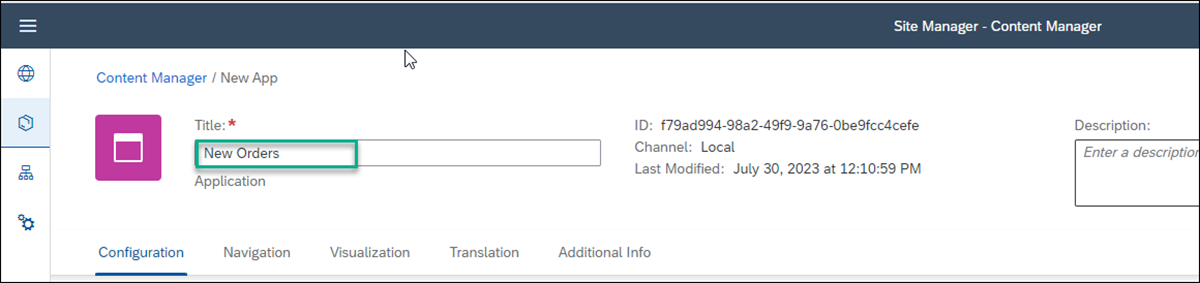 Site Manager - Content Manager
Content Manager / New App
Title: *
New Orders
Application
ID: f79ad994-98a2-49f9-9a76-0be9fcc4cefe
Channel: Local
Last Modified: July 30, 2023 at 12:10:59 PM
Description:
Enter a description
Configuration Navigation Visualization Translation Additional Info